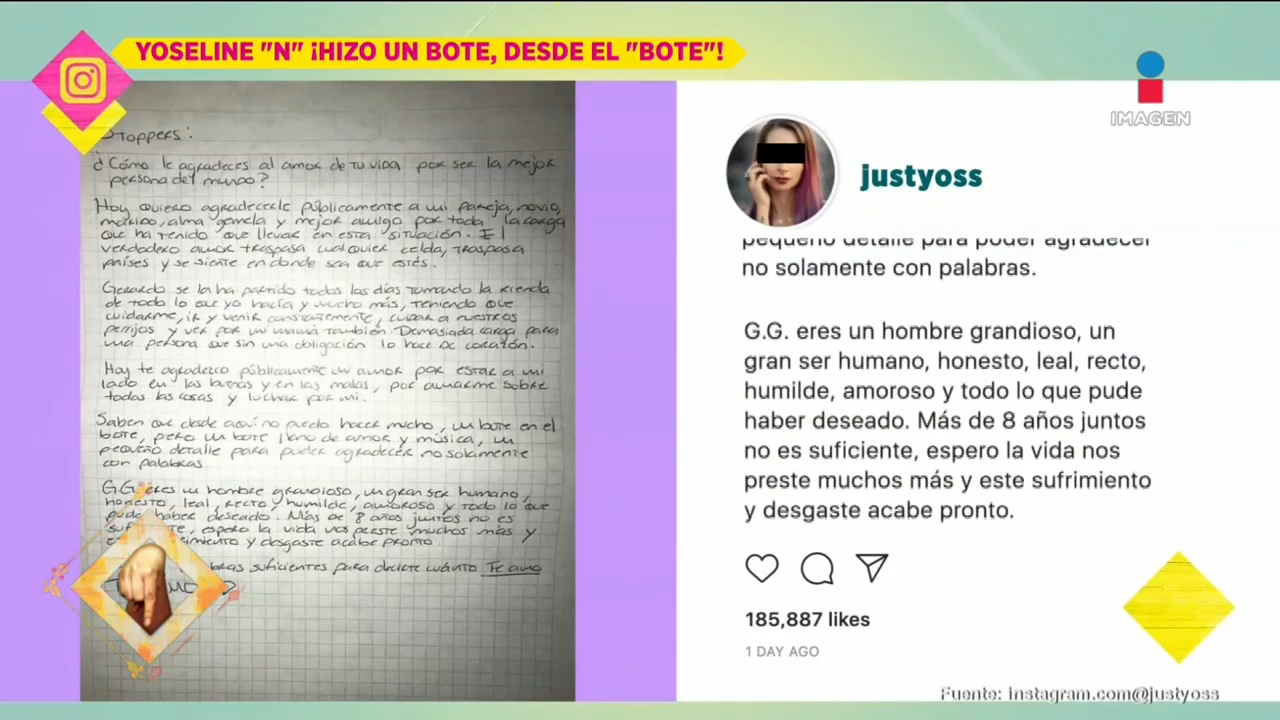 YOSELINE "N" ¡HIZO UN BOTE, DESDE EL "BOTE"!
IMAGEN
toppers:
¿Cómo le agradeces al amor de tu vida por ser la mejor
persona del mundo?
Hoy quiero agradecerle públicamente a mi pareja, novio,
marido, alma gemela y mejor amigo por toda la carga
que ha tenido que llevar en esta situación. El
verdadero amor traspasa cualquier celda, traspasa
países y se siente en donde sea que estés.
Gerardo se la ha partido todos los días tomando la rienda
de todo lo que yo hacía y mucho más, teniendo que
cuidarme, ir y venir constantemente, cuidar a nuestros
perrijos y ver por mi mamá también. Demasiada carga para
una persona que sin una obligación lo hace de corazón.
Hoy te agradezco públicamente mi amor por estar a mi
lado en las buenas y en las malas, por amarme sobre
todas las cosas y luchar por mi.
Saben que desde aquí no puedo hacer mucho, un bote en el
bote, pero un bote lleno de amor y música, un
pequeño detalle para poder agradecer no solamente
con palabras.
G.G. eres un hombre grandioso, un gran ser humano,
honesto, leal, recto y humilde, amoroso y todo lo que
pude haber deseado. Más de 8 años juntos no es
suficiente, espero la vida nos preste muchos más y
imiento y desgaste acabe pronto.
bras suficientes para decirte cuánto Te amo
justyoss
pequeño detalle para poder agradecer
no solamente con palabras.
G.G. eres un hombre grandioso, un
gran ser humano, honesto, leal, recto,
humilde, amoroso y todo lo que pude
haber deseado. Más de 8 años juntos
no es suficiente, espero la vida nos
preste muchos más y este sufrimiento
y desgaste acabe pronto.
185,887 likes
1 DAY AGO
Fuente: instagram.com@justyoss